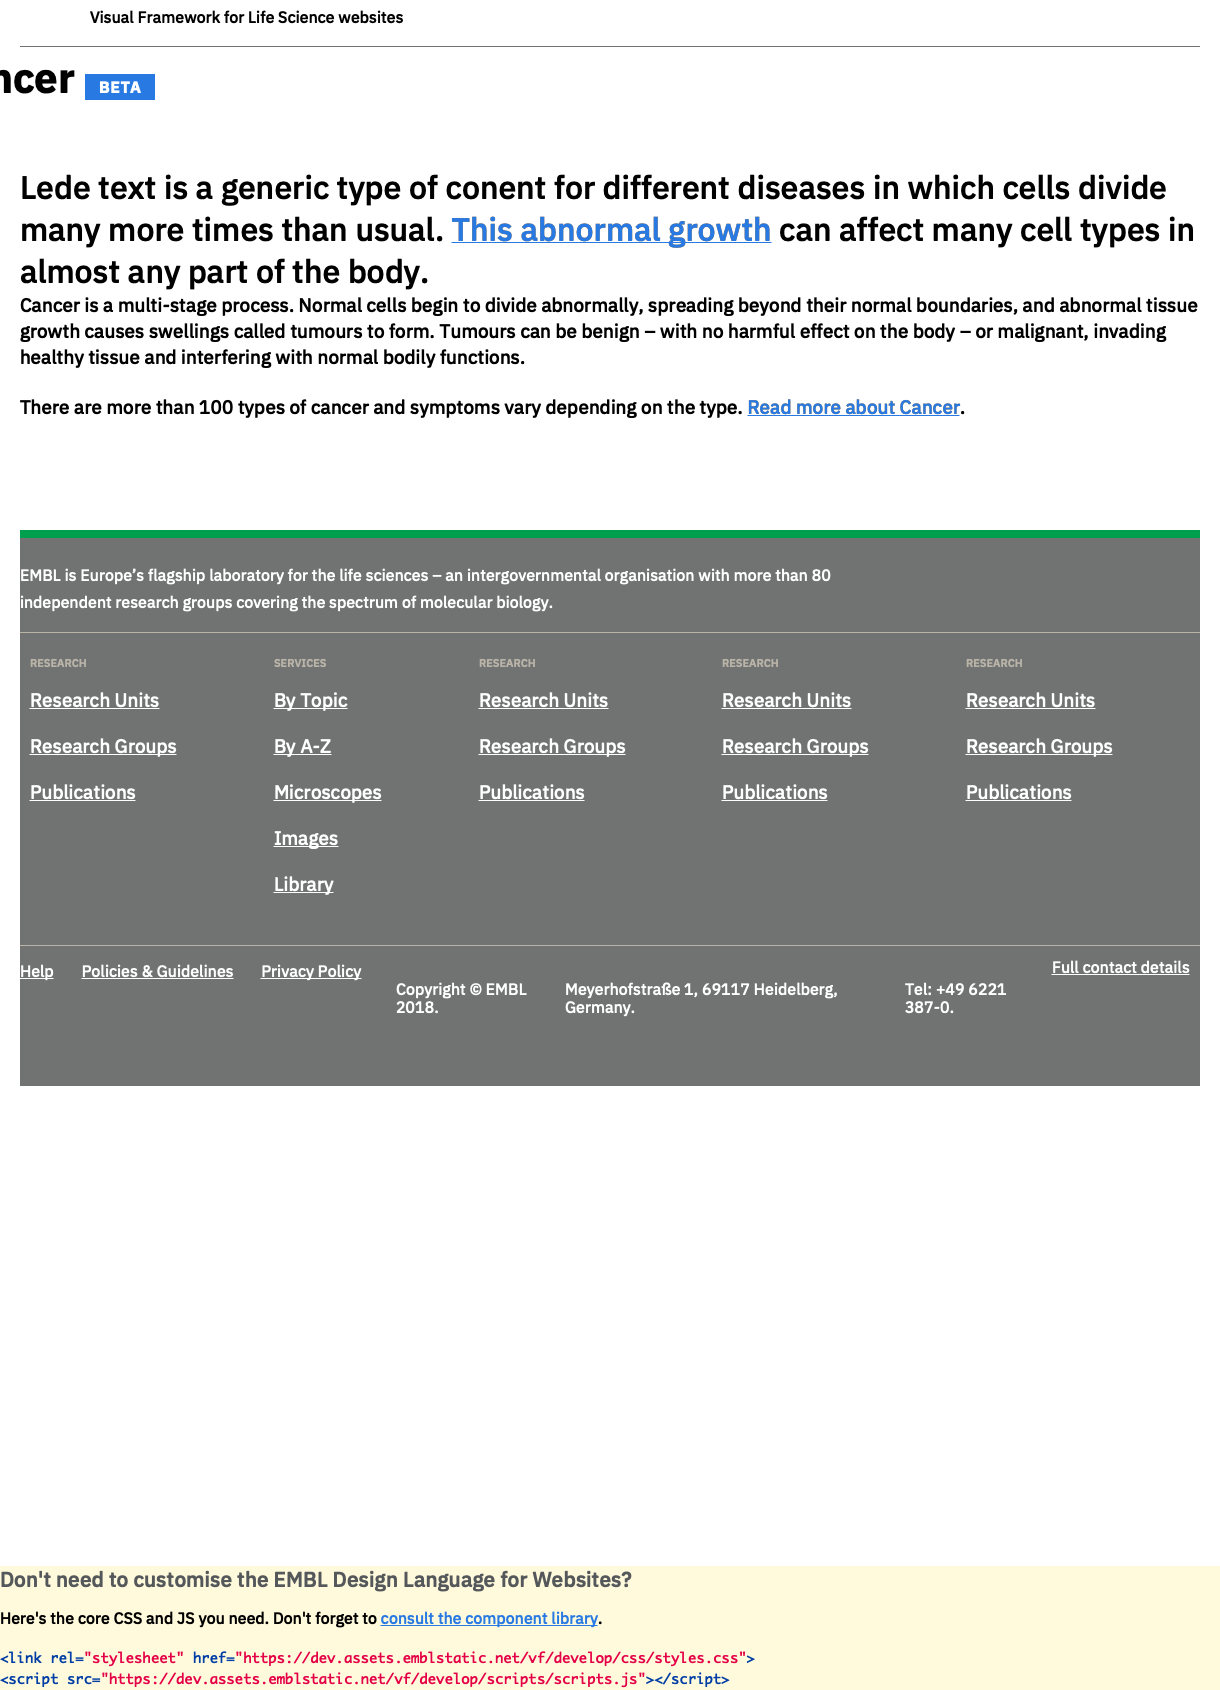 Visual Framework for Life Science websites
ncer BETA
Lede text is a generic type of conent for different diseases in which cells divide
many more times than usual. This abnormal growth can affect many cell types in
almost any part of the body.
Cancer is a multi-stage process. Normal cells begin to divide abnormally, spreading beyond their normal boundaries, and abnormal tissue
growth causes swellings called tumours to form. Tumours can be benign – with no harmful effect on the body – or malignant, invading
healthy tissue and interfering with normal bodily functions.
There are more than 100 types of cancer and symptoms vary depending on the type. Read more about Cancer.
EMBL is Europe’s flagship laboratory for the life sciences – an intergovernmental organisation with more than 80
independent research groups covering the spectrum of molecular biology.
RESEARCH
Research Units
Research Groups
Publications
SERVICES
By Topic
By A-Z
Microscopes
Images
Library
RESEARCH
Research Units
Research Groups
Publications
RESEARCH
Research Units
Research Groups
Publications
RESEARCH
Research Units
Research Groups
Publications
Help
Policies & Guidelines
Privacy Policy
Copyright © EMBL
2018.
Meyerhofstraße 1, 69117 Heidelberg,
Germany.
Tel: +49 6221
387-0.
Full contact details
Don't need to customise the EMBL Design Language for Websites?
Here's the core CSS and JS you need. Don't forget to consult the component library.
<link rel="stylesheet" href="https://dev.assets.emblstatic.net/vf/develop/css/styles.css">
<script src="https://dev.assets.emblstatic.net/vf/develop/scripts/scripts.js"></script>